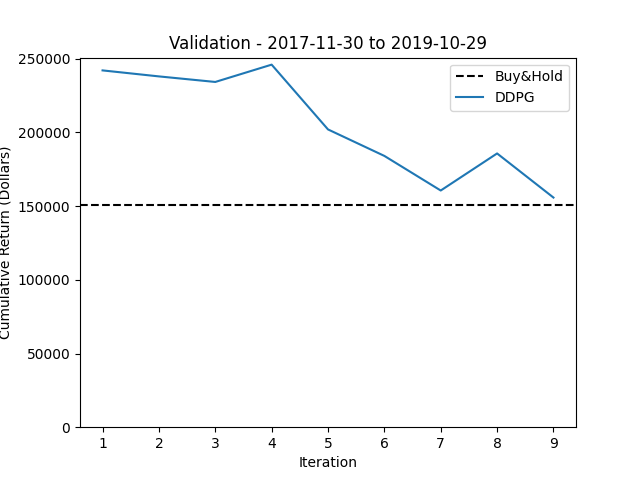 Validation - 2017-11-30 to 2019-10-29
Buy&Hold
DDPG
250000
200000
150000
100000
50000
0
Cumulative Return (Dollars)
1 2 3 4 5 6 7 8 9
Iteration